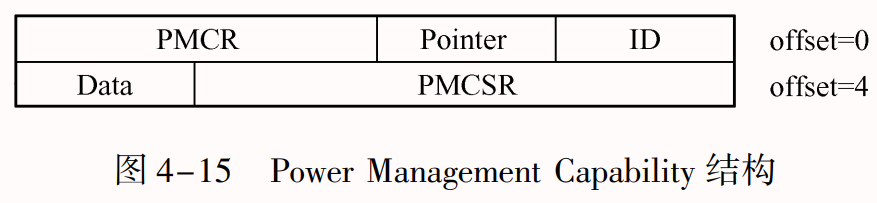 PMCR Pointer ID offset=0
Data PMCSR offset=4
图 4-15 Power Management Capability 结构